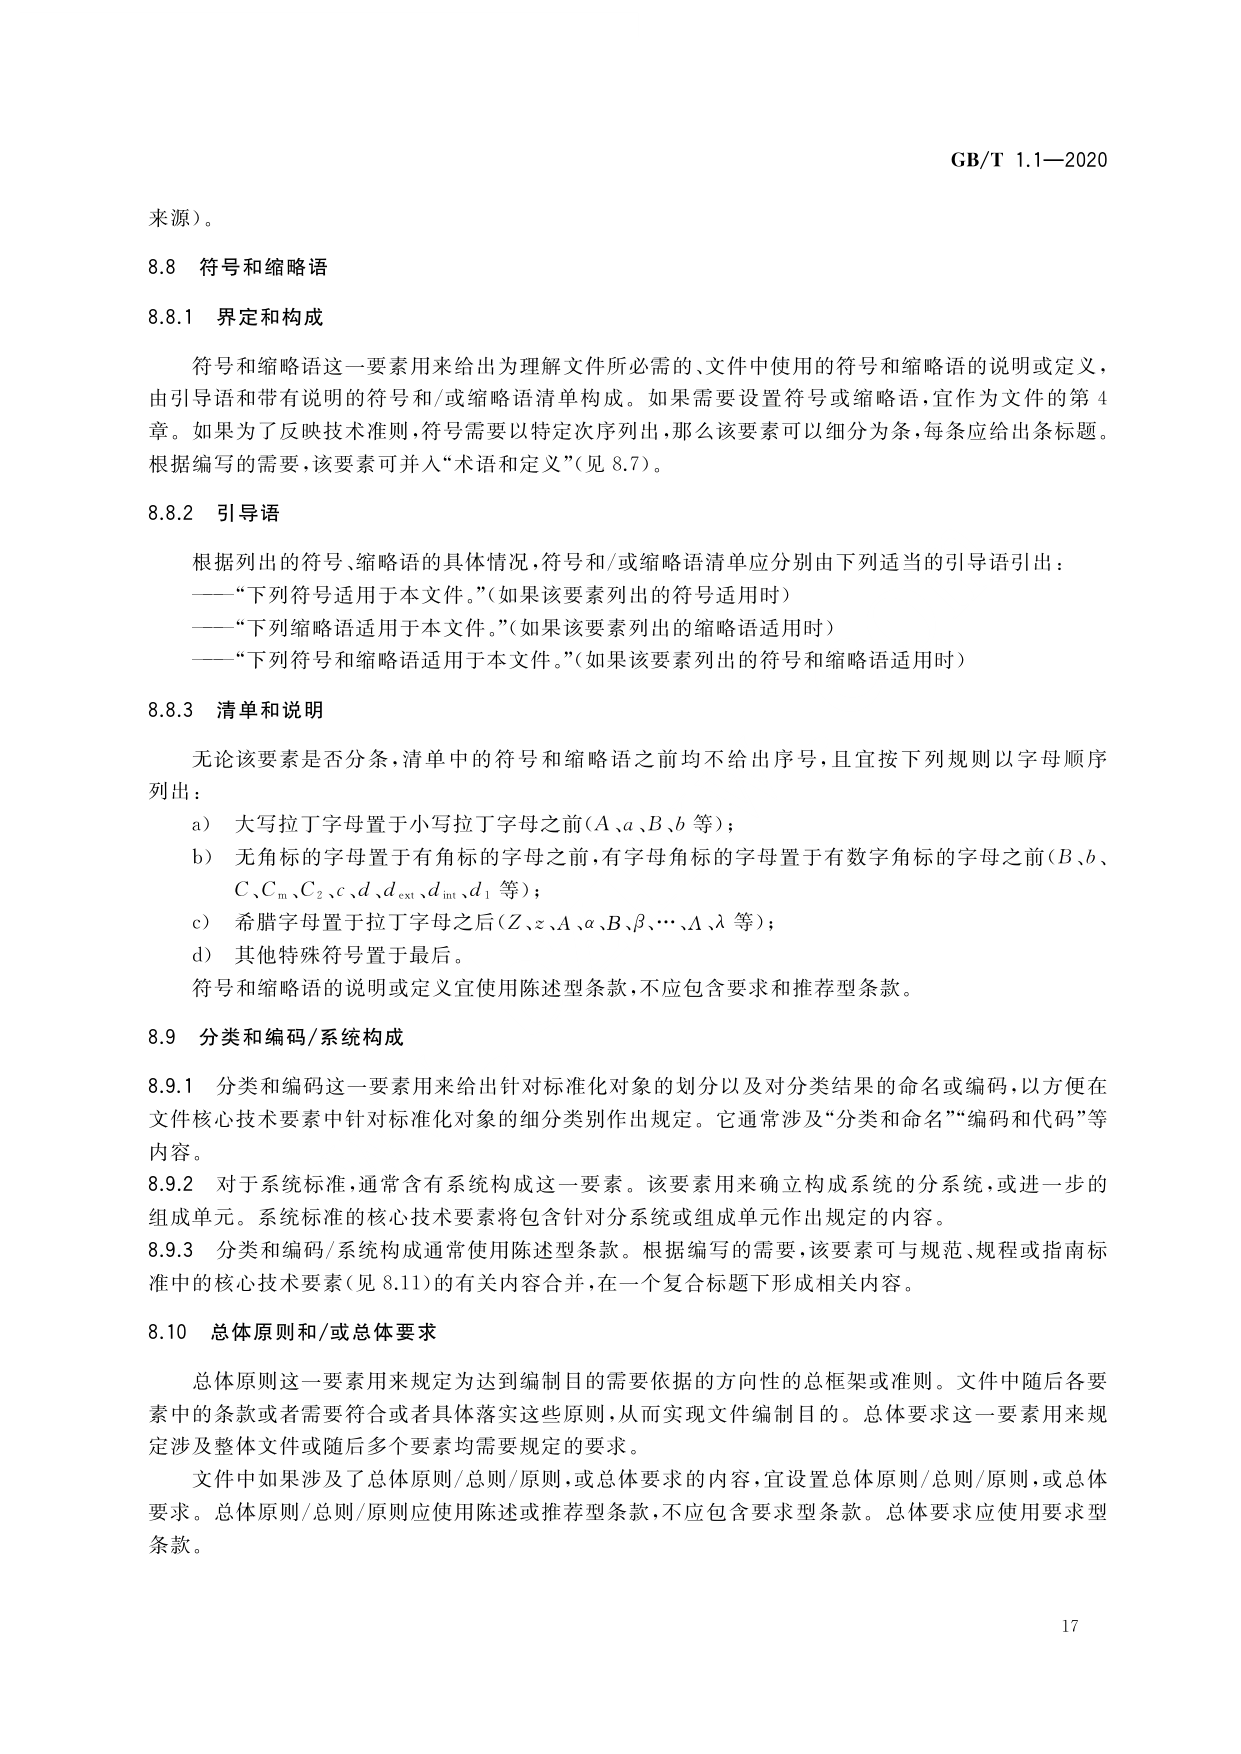 GB/T 1.1—2020
来源)。
8.8 符号和缩略语
8.8.1 界定和构成
符号和缩略语这一要素用来给出为理解文件所必需的、文件中使用的符号和缩略语的说明或定义,
由引导语和带有说明的符号和/或缩略语清单构成。如果需要设置符号或缩略语,宜作为文件的第 4
章。如果为了反映技术准则,符号需要以特定次序列出,那么该要素可以细分为条,每条应给出条标题。
根据编写的需要,该要素可并入“术语和定义”(见 8.7)。
8.8.2 引导语
根据列出的符号、缩略语的具体情况,符号和/或缩略语清单应分别由下列适当的引导语引出:
——“下列符号适用于本文件。”(如果该要素列出的符号适用时)
——“下列缩略语适用于本文件。”(如果该要素列出的缩略语适用时)
——“下列符号和缩略语适用于本文件。”(如果该要素列出的符号和缩略语适用时)
8.8.3 清单和说明
无论该要素是否分条,清单中的符号和缩略语之前均不给出序号,且宜按下列规则以字母顺序
列出:
a) 大写拉丁字母置于小写拉丁字母之前(A、a、B、b 等);
b) 无角标的字母置于有角标的字母之前,有字母角标的字母置于有数字角标的字母之前(B、b、
C、Cₘ、C₂、c、d、d_ext、d_int、d₁ 等);
c) 希腊字母置于拉丁字母之后(Z、z、Α、α、Β、β、…、Λ、λ 等);
d) 其他特殊符号置于最后。
符号和缩略语的说明或定义宜使用陈述型条款,不应包含要求和推荐型条款。
8.9 分类和编码/系统构成
8.9.1 分类和编码这一要素用来给出针对标准化对象的划分以及对分类结果的命名或编码,以方便在
文件核心技术要素中针对标准化对象的细分类别作出规定。它通常涉及“分类和命名”“编码和代码”等
内容。
8.9.2 对于系统标准,通常含有系统构成这一要素。该要素用来确立构成系统的分系统,或进一步的
组成单元。系统标准的核心技术要素将包含针对分系统或组成单元作出规定的内容。
8.9.3 分类和编码/系统构成通常使用陈述型条款。根据编写的需要,该要素可与规范、规程或指南标
准中的核心技术要素(见 8.11)的有关内容合并,在一个复合标题下形成相关内容。
8.10 总体原则和/或总体要求
总体原则这一要素用来规定为达到编制目的需要依据的方向性的总框架或准则。文件中随后各要
素中的条款或者需要符合或者具体落实这些原则,从而实现文件编制目的。总体要求这一要素用来规
定涉及整体文件或随后多个要素均需要规定的要求。
文件中如果涉及了总体原则/总则/原则,或总体要求的内容,宜设置总体原则/总则/原则,或总体
要求。总体原则/总则/原则应使用陈述或推荐型条款,不应包含要求型条款。总体要求应使用要求型
条款。
17